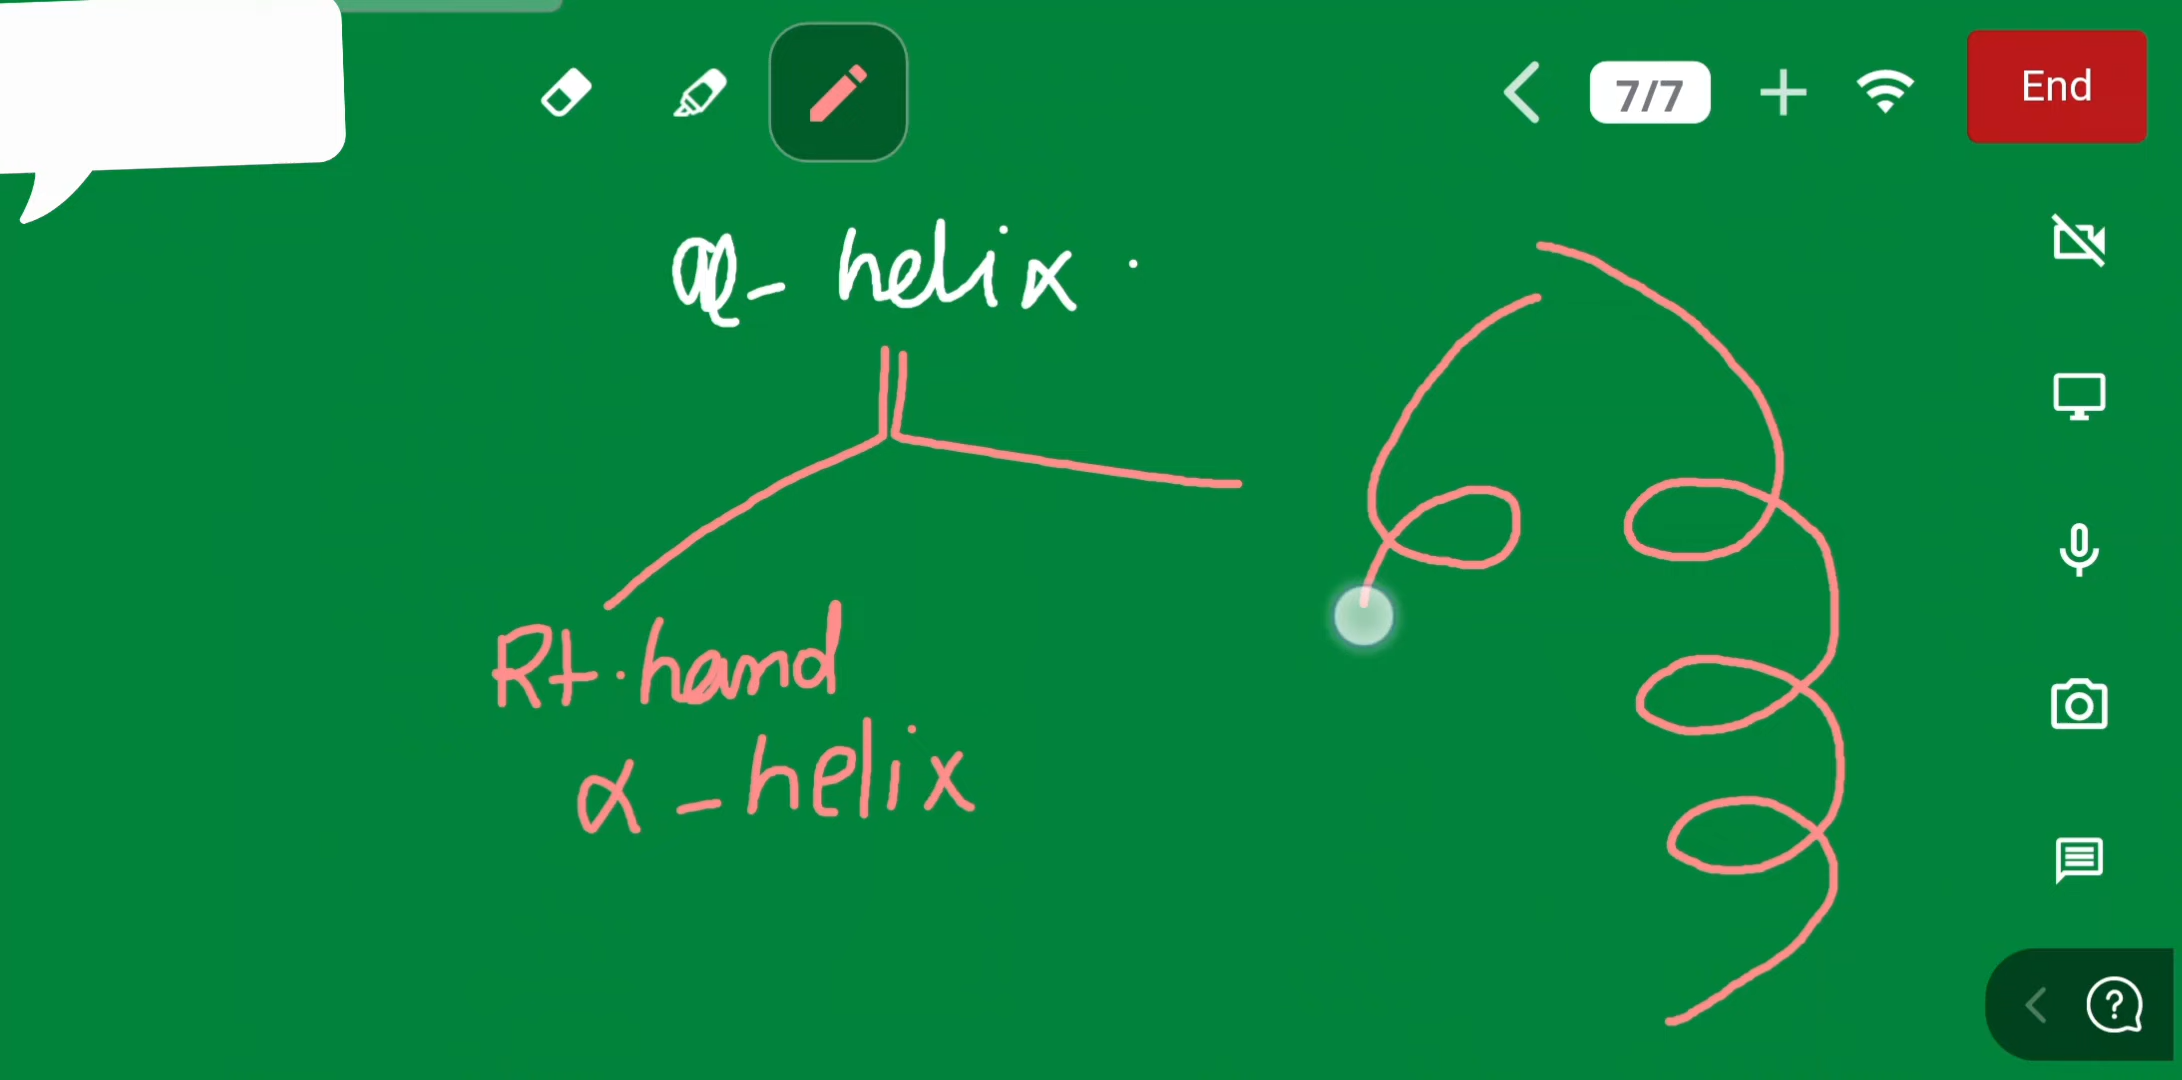 7/7
End
α- helix .
Rt. hand
α-helix